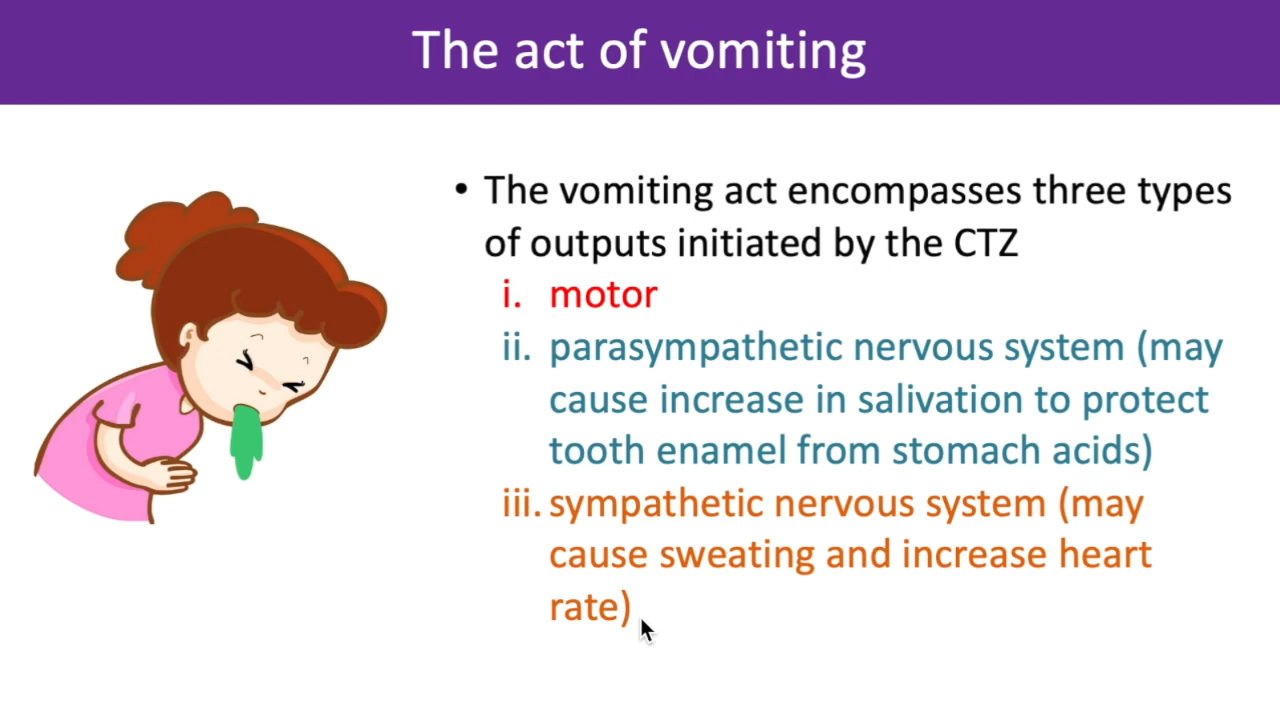 The act of vomiting
• The vomiting act encompasses three types
of outputs initiated by the CTZ
i. motor
ii. parasympathetic nervous system (may
cause increase in salivation to protect
tooth enamel from stomach acids)
iii. sympathetic nervous system (may
cause sweating and increase heart
rate)